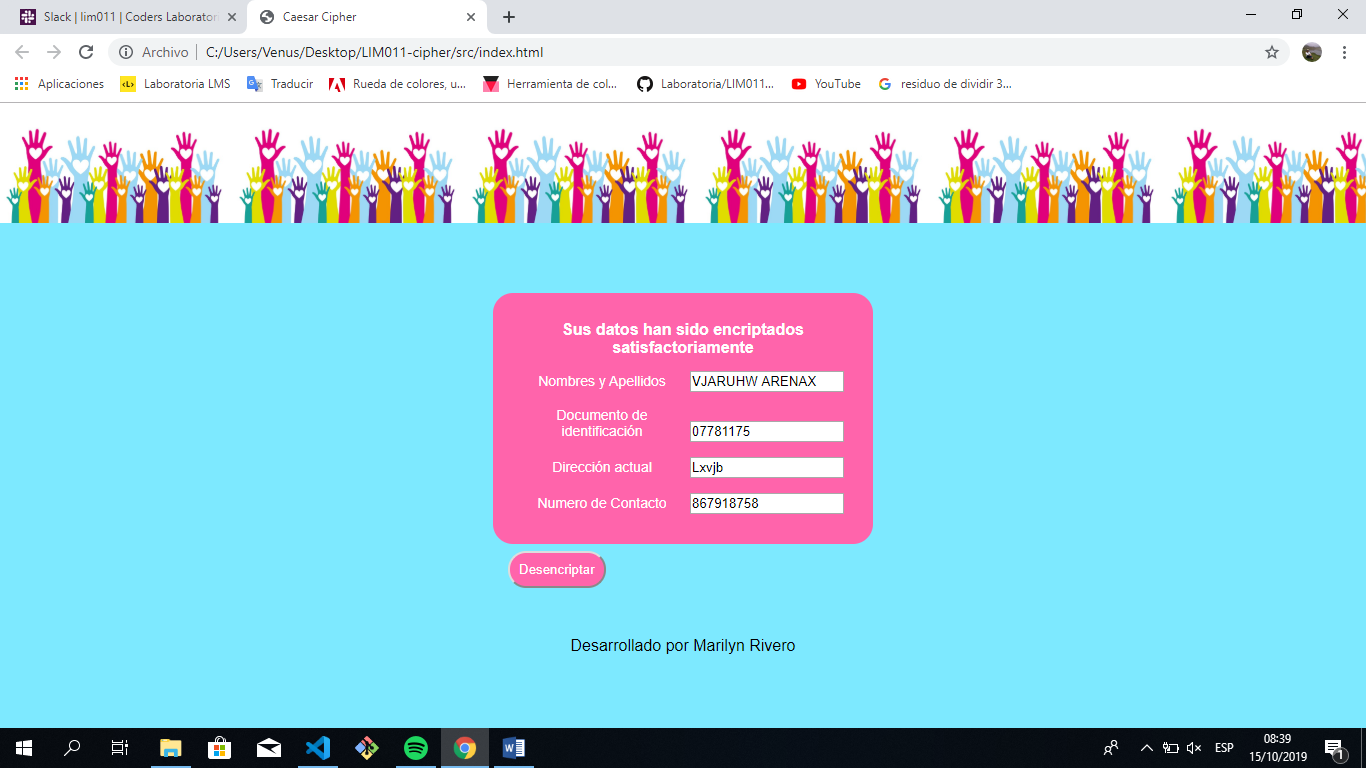 Slack | lim011 | Coders Laborator
Caesar Cipher
Archivo
C:/Users/Venus/Desktop/LIM011-cipher/src/index.html
Aplicaciones
<L>
Laboratoria LMS
Traducir
Rueda de colores, u...
Herramienta de col...
Laboratoria/LIM011...
YouTube
residuo de dividir 3...
Sus datos han sido encriptados
satisfactoriamente
Nombres y Apellidos VJARUHW ARENAX
Documento de
identificación 07781175
Dirección actual Lxvjb
Numero de Contacto 867918758
Desencriptar
Desarrollado por Marilyn Rivero
ESP
08:39
15/10/2019
1